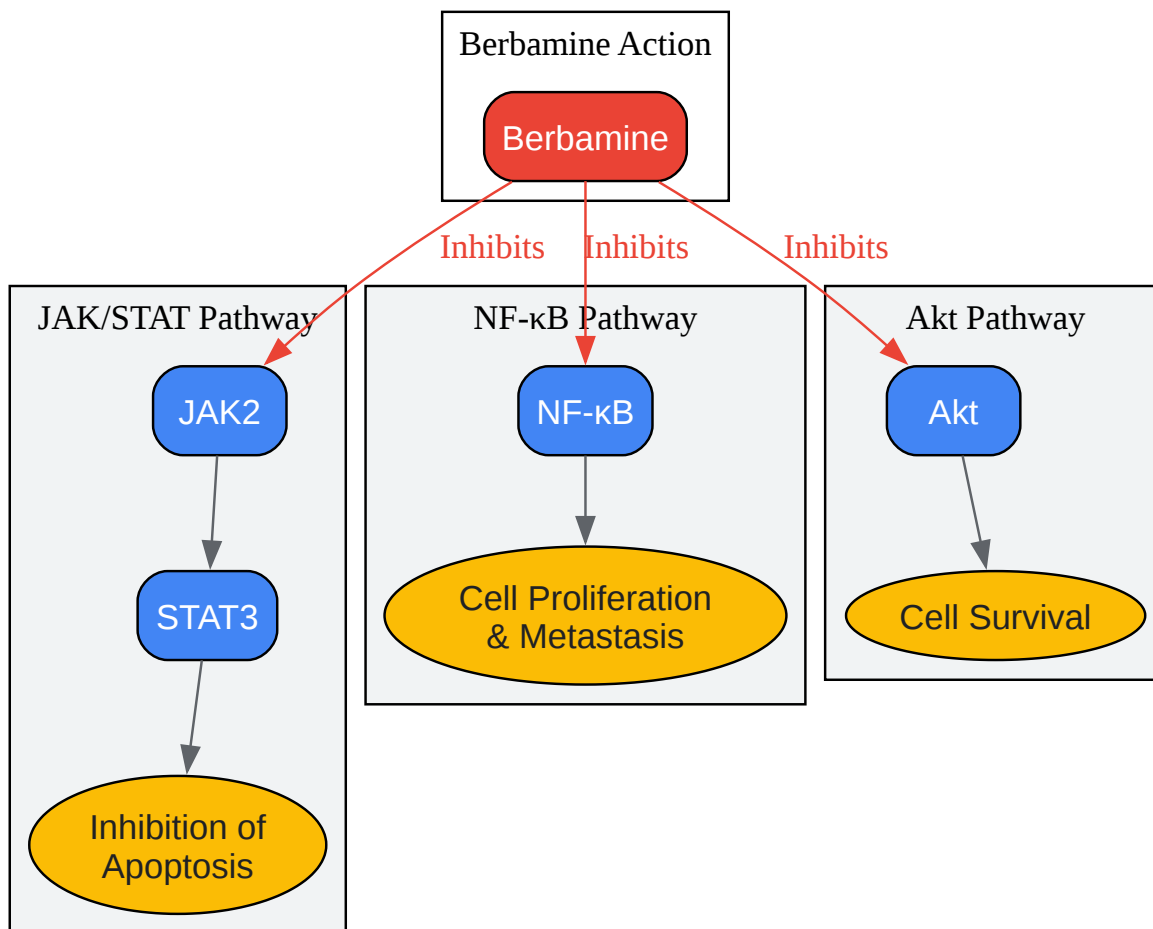 Berbamine Action
Berbamine
Inhibits
Inhibits
Inhibits
JAK/STAT Pathway
NF-κB Pathway
Akt Pathway
JAK2
NF-κB
Akt
STAT3
Cell Proliferation
& Metastasis
Cell Survival
Inhibition of
Apoptosis